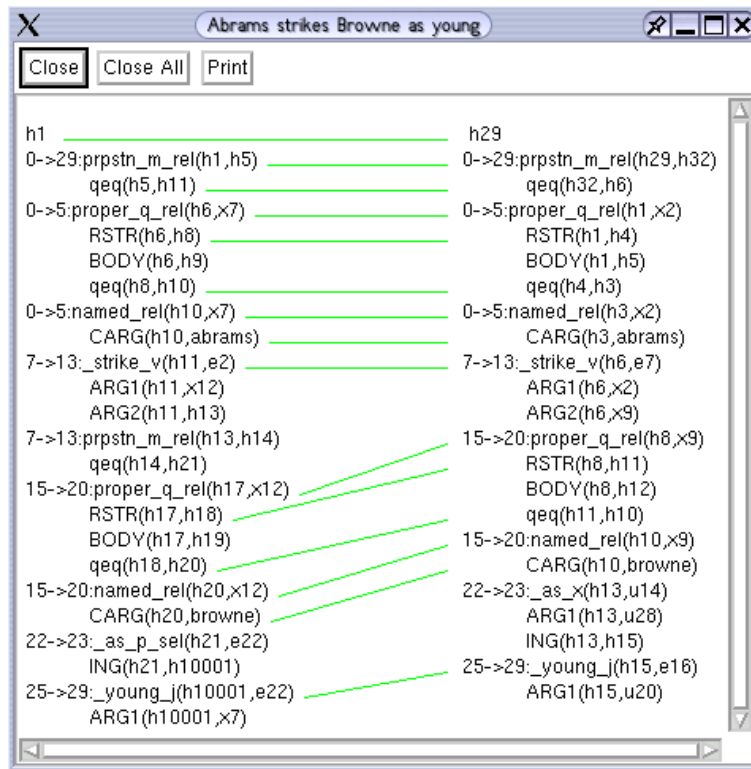 Abrams strikes Browne as young
Close Close All Print
h1 h29
0->29:prpstn_m_rel(h1,h5) 0->29:prpstn_m_rel(h29,h32)
qeq(h5,h11) qeq(h32,h6)
0->5:proper_q_rel(h6,x7) 0->5:proper_q_rel(h1,x2)
RSTR(h6,h8) RSTR(h1,h4)
BODY(h6,h9) BODY(h1,h5)
qeq(h8,h10) qeq(h4,h3)
0->5:named_rel(h10,x7) 0->5:named_rel(h3,x2)
CARG(h10,abrams) CARG(h3,abrams)
7->13:_strike_v(h11,e2) 7->13:_strike_v(h6,e7)
ARG1(h11,x12) ARG1(h6,x2)
ARG2(h11,h13) ARG2(h6,x9)
7->13:prpstn_m_rel(h13,h14) 15->20:proper_q_rel(h8,x9)
qeq(h14,h21) RSTR(h8,h11)
15->20:proper_q_rel(h17,x12) BODY(h8,h12)
RSTR(h17,h18) qeq(h11,h10)
BODY(h17,h19) 15->20:named_rel(h10,x9)
qeq(h18,h20) CARG(h10,browne)
15->20:named_rel(h20,x12) 22->23:_as_x(h13,u14)
CARG(h20,browne) ARG1(h13,u28)
22->23:_as_p_sel(h21,e22) ING(h13,h15)
ING(h21,h10001) 25->29:_young_j(h15,e16)
25->29:_young_j(h10001,e22) ARG1(h15,u20)
ARG1(h10001,x7)